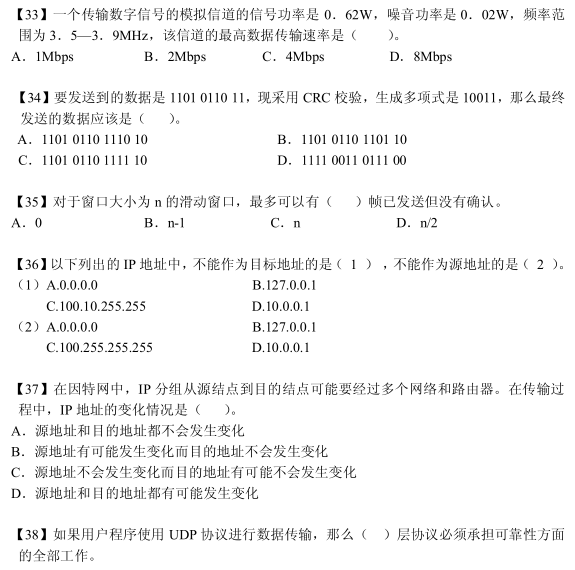 【33】一个传输数字信号的模拟信道的信号功率是 0．62W，噪音功率是 0．02W，频率范
围为 3．5—3．9MHz，该信道的最高数据传输速率是（　　）。
A．1Mbps　B．2Mbps　C．4Mbps　D．8Mbps
【34】要发送到的数据是 1101 0110 11，现采用 CRC 校验，生成多项式是 10011，那么最终
发送的数据应该是（　　）。
A．1101 0110 1110 10　B．1101 0110 1101 10
C．1101 0110 1111 10　D．1111 0011 0111 00
【35】对于窗口大小为 n 的滑动窗口，最多可以有（　　）帧已发送但没有确认。
A．0　B．n-1　C．n　D．n/2
【36】以下列出的 IP 地址中，不能作为目标地址的是（ 1 ），不能作为源地址的是（ 2 ）。
（1）A.0.0.0.0　B.127.0.0.1
C.100.10.255.255　D.10.0.0.1
（2）A.0.0.0.0　B.127.0.0.1
C.100.255.255.255　D.10.0.0.1
【37】在因特网中，IP 分组从源结点到目的结点可能要经过多个网络和路由器。在传输过
程中，IP 地址的变化情况是（　　）。
A．源地址和目的地址都不会发生变化
B．源地址有可能发生变化而目的地址不会发生变化
C．源地址不会发生变化而目的地址有可能不会发生变化
D．源地址和目的地址都有可能发生变化
【38】如果用户程序使用 UDP 协议进行数据传输，那么（　　）层协议必须承担可靠性方面
的全部工作。